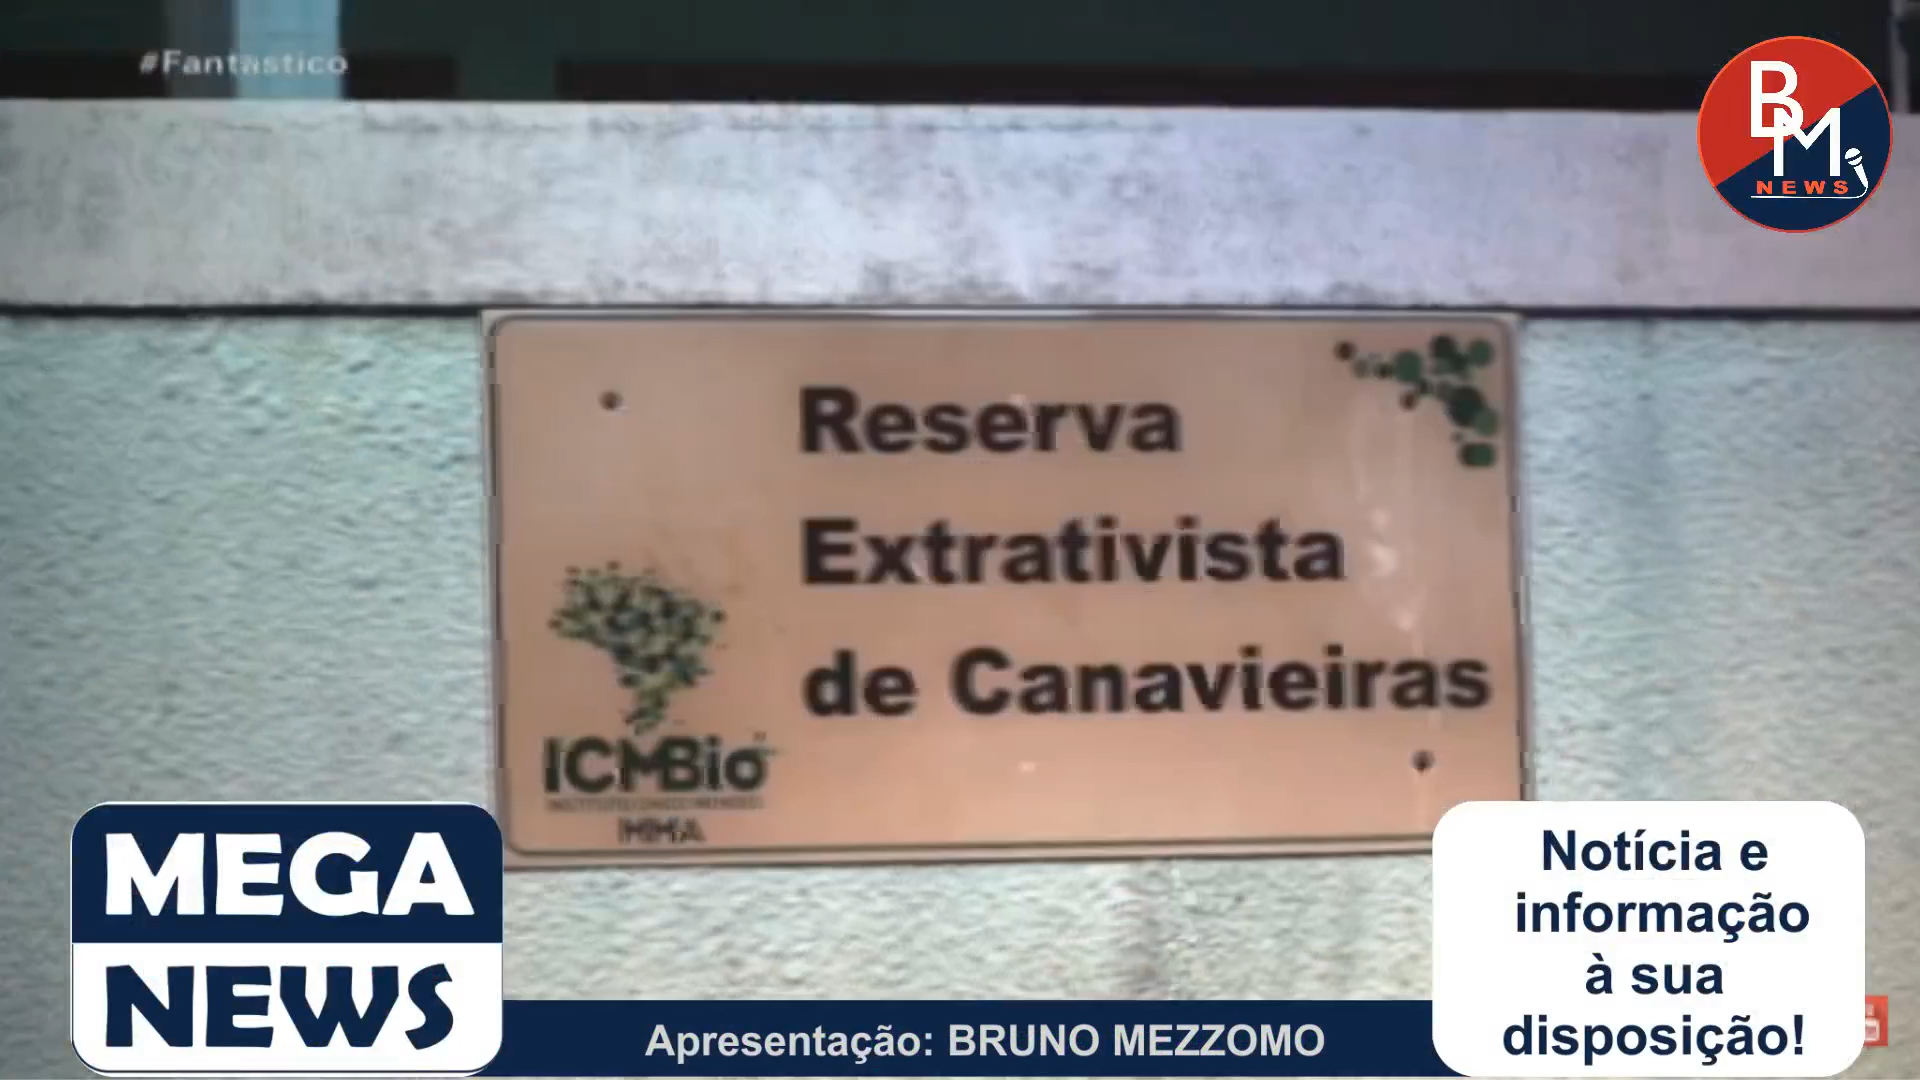 #Fantastico
BM
NEWS
Reserva
Extrativista
de Canavieiras
ICMBio
MMA
MEGA
NEWS
Apresentação: BRUNO MEZZOMO
Notícia e
informação
à sua
disposição!